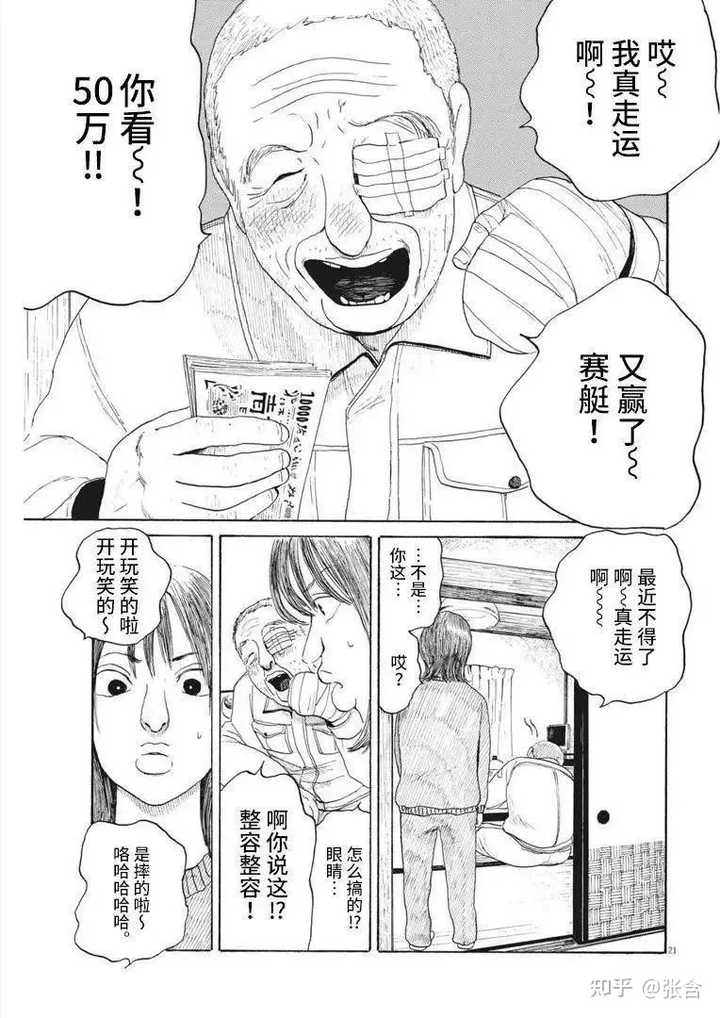 哎~
我真走运
啊~!
你看~!
50万!!
又赢了~
赛艇!
10000
最近不得了
啊~真走运
啊~~
…不是…
你这…
哎?
怎么搞的!?
眼睛…
啊你说这!?
整容整容!
开玩笑的啦
开玩笑的~
是摔的啦~
咯哈哈哈哈。
21
知乎 @张含